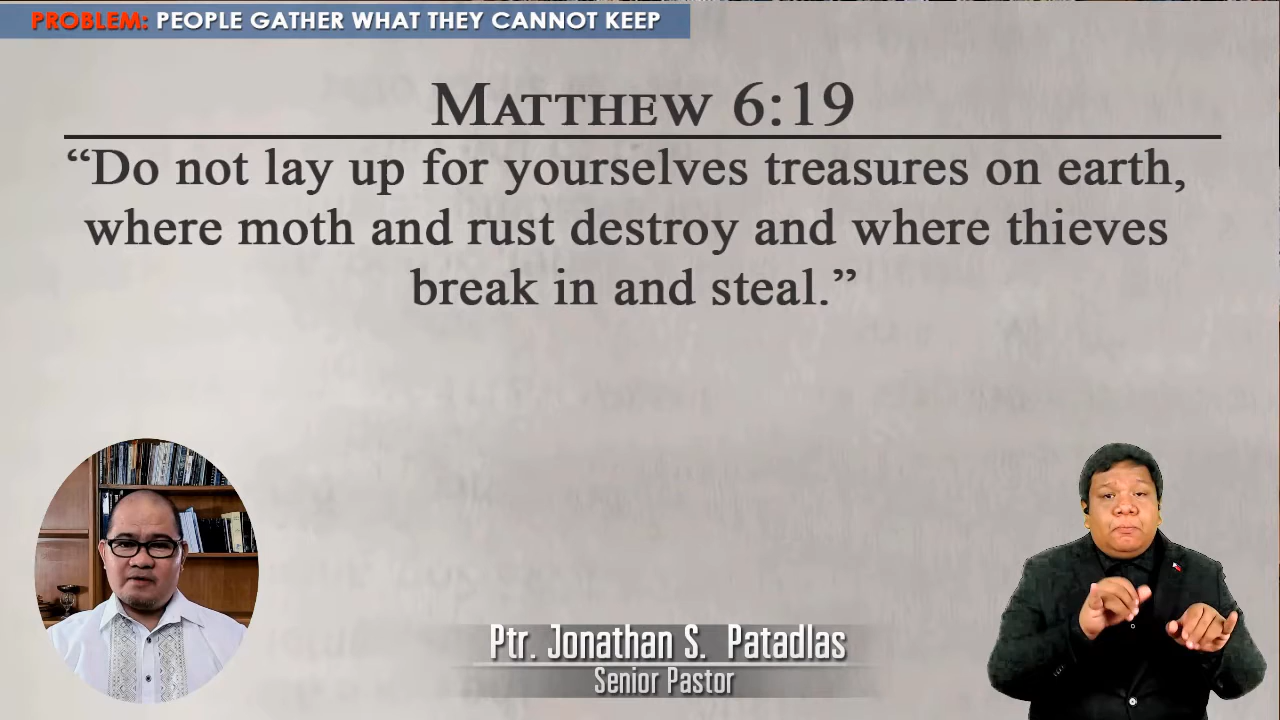 PROBLEM: PEOPLE GATHER WHAT THEY CANNOT KEEP
MATTHEW 6:19
“Do not lay up for yourselves treasures on earth,
where moth and rust destroy and where thieves
break in and steal.”
Ptr. Jonathan S. Patadlas
Senior Pastor